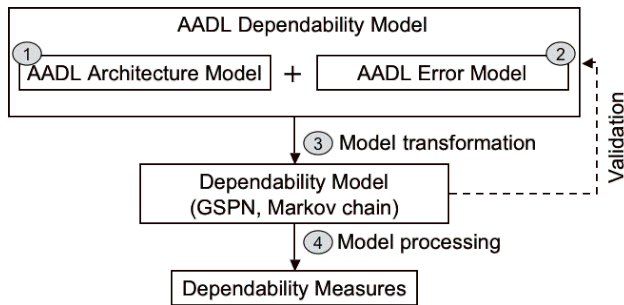 AADL Dependability Model
1
2
AADL Architecture Model + AADL Error Model
3 Model transformation
Validation
Dependability Model
(GSPN, Markov chain)
4 Model processing
Dependability Measures